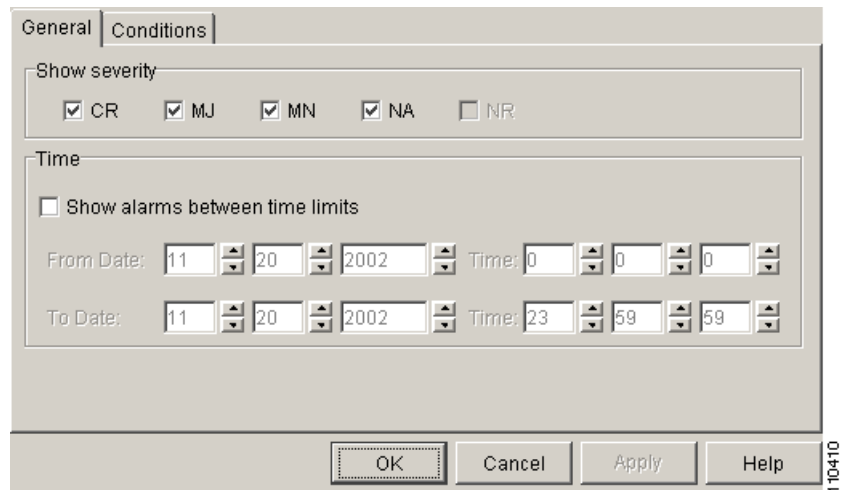 General Conditions
Show severity
CR MJ MN NA NR
Time
Show alarms between time limits
From Date: 11 20 2002 Time: 0 0 0
To Date: 11 20 2002 Time: 23 59 59
OK Cancel Apply Help
110410